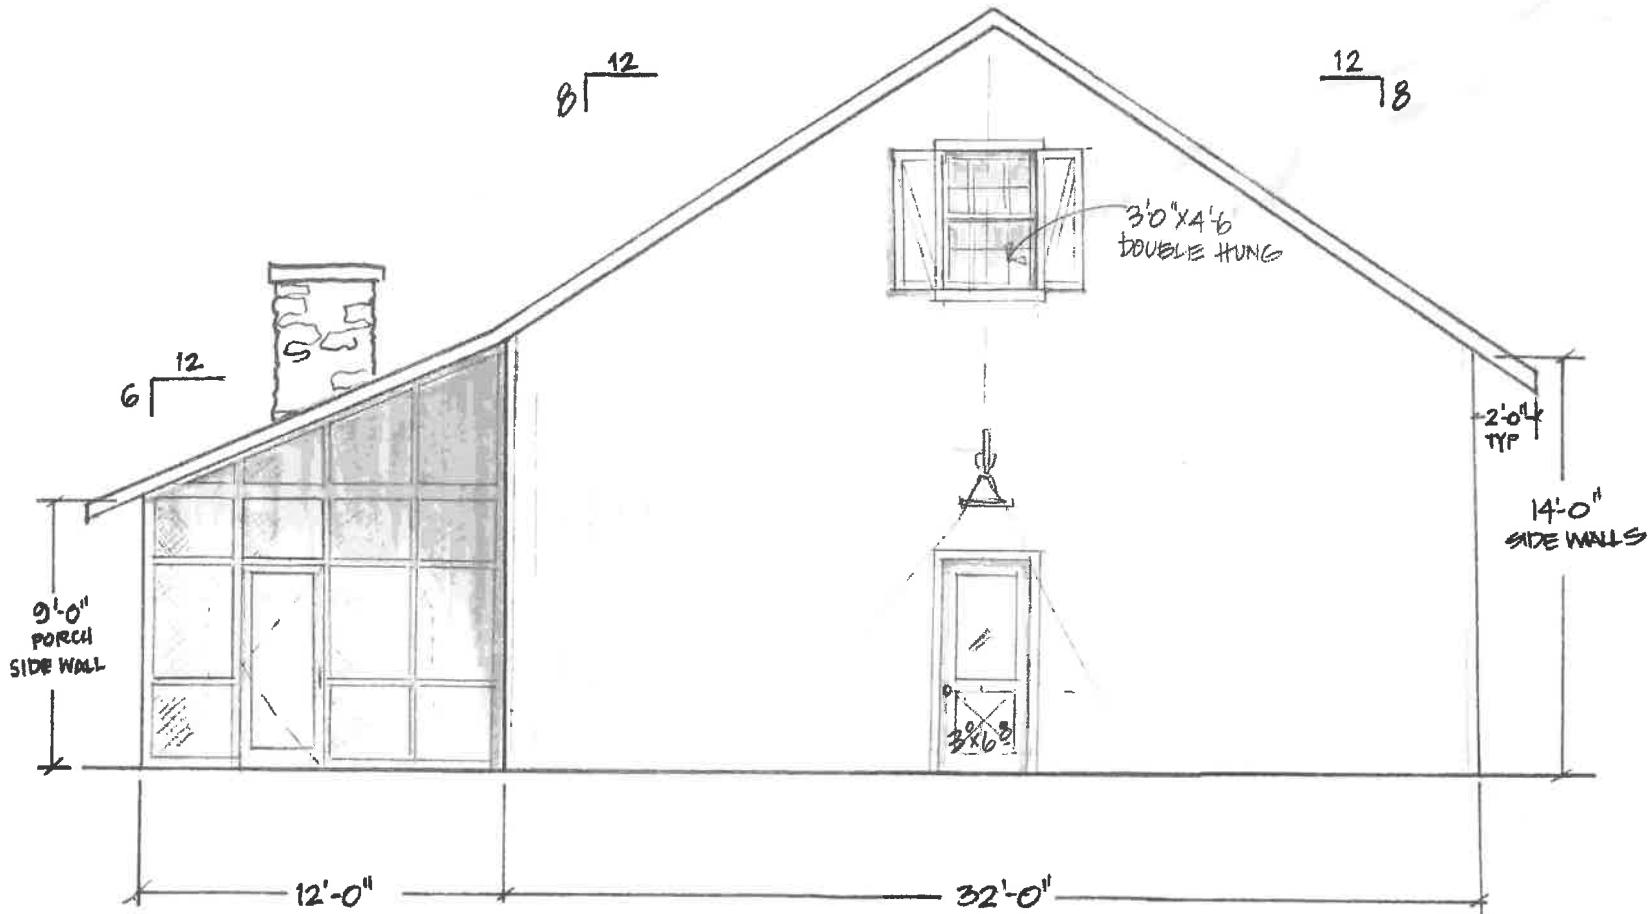 12
8
12
8
3'0"X4'6
DOUBLE HUNG
12
6
2'-0"
TYP
14'-0"
SIDE WALLS
9'-0"
PORCH
SIDE WALL
3⁰x6⁸
12'-0"
32'-0"